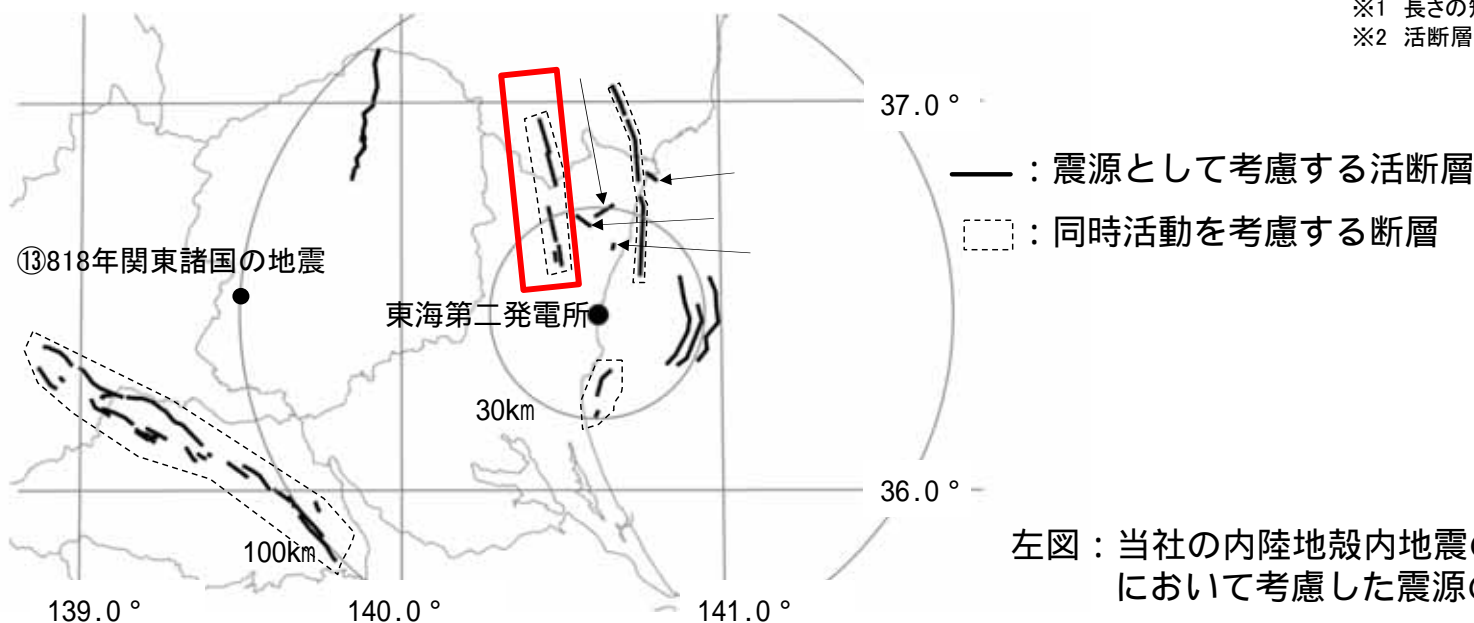 ※1 長さの
※2 活断層
37.0°
：震源として考慮する活断層
：同時活動を考慮する断層
⑬818年関東諸国の地震
東海第二発電所
30km
36.0°
100km
左図：当社の内陸地殻内地震
において考慮した震源
139.0°
140.0°
141.0°